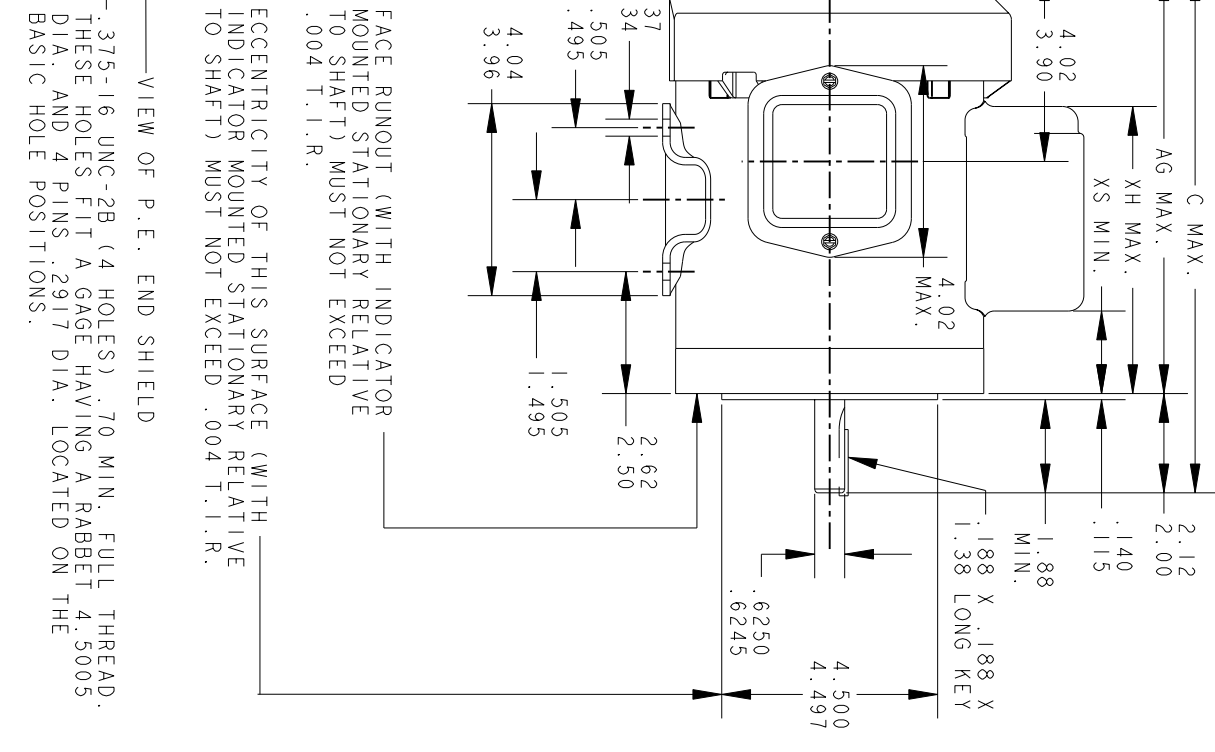 C MAX.
AG MAX.
XH MAX.
XS MIN.
4.02
3.90
2.12
2.00
.140
.115
1.88
MIN.
.188 X .188 X
1.38 LONG KEY
4.02
MAX.
4.500
4.497
.6250
.6245
37
34
.505
.495
4.04
3.96
2.62
2.50
1.505
1.495
FACE RUNOUT (WITH INDICATOR
MOUNTED STATIONARY RELATIVE
TO SHAFT) MUST NOT EXCEED
.004 T.I.R.
ECCENTRICITY OF THIS SURFACE (WITH
INDICATOR MOUNTED STATIONARY RELATIVE
TO SHAFT) MUST NOT EXCEED .004 T.I.R.
VIEW OF P.E. END SHIELD
.375-16 UNC-2B (4 HOLES) .70 MIN. FULL THREAD.
THESE HOLES FIT A GAGE HAVING A RABBET 4.5005
DIA. AND 4 PINS .2917 DIA. LOCATED ON THE
BASIC HOLE POSITIONS.